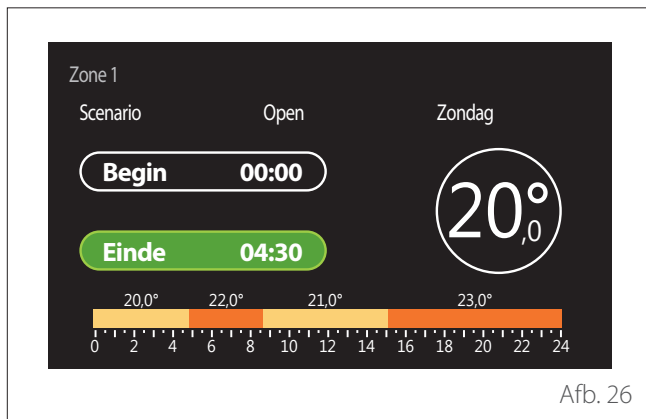 Zone 1
Scenario Open Zondag
Begin 00:00
20,0°
Einde 04:30
20,0° 22,0° 21,0° 23,0°
0 2 4 6 8 10 12 14 16 18 20 22 24
Afb. 26